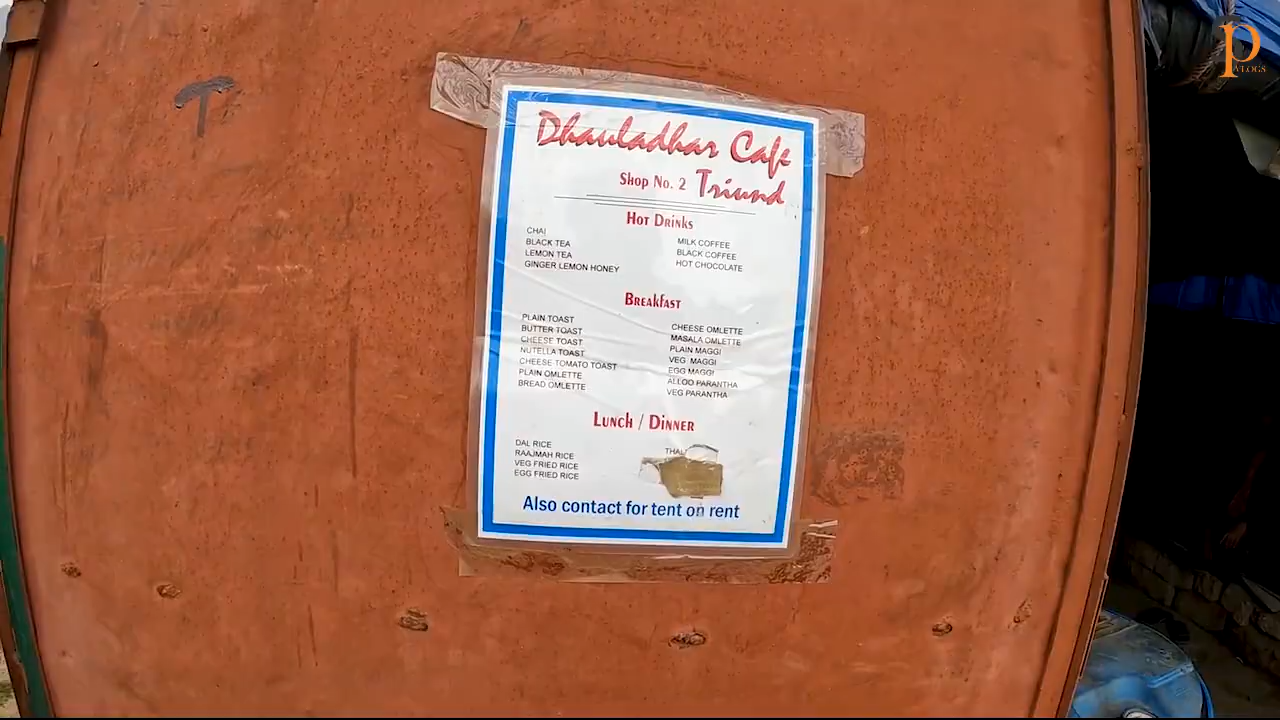 P
VLOGS
Dhauladhar Cafe
Shop No. 2 Triund
Hot Drinks
CHAI
BLACK TEA
LEMON TEA
GINGER LEMON HONEY
MILK COFFEE
BLACK COFFEE
HOT CHOCOLATE
Breakfast
PLAIN TOAST
BUTTER TOAST
CHEESE TOAST
NUTELLA TOAST
CHEESE TOMATO TOAST
PLAIN OMLETTE
BREAD OMLETTE
CHEESE OMLETTE
MASALA OMLETTE
PLAIN MAGGI
VEG MAGGI
EGG MAGGI
ALLOO PARANTHA
VEG PARANTHA
Lunch / Dinner
DAL RICE
RAAJMAH RICE
VEG FRIED RICE
EGG FRIED RICE
THAL
Also contact for tent on rent